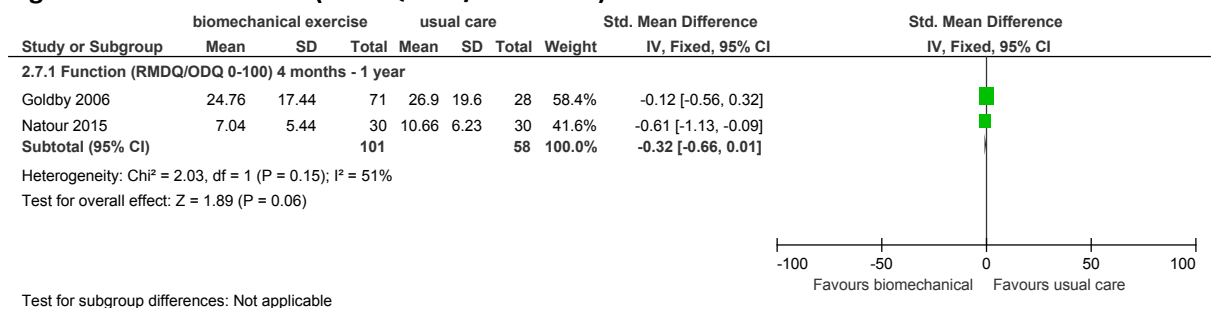 biomechanical exercise usual care Std. Mean Difference Std. Mean Difference
Study or Subgroup Mean SD Total Mean SD Total Weight IV, Fixed, 95% CI IV, Fixed, 95% CI
2.7.1 Function (RMDQ/ODQ 0-100) 4 months - 1 year
Goldby 2006 24.76 17.44 71 26.9 19.6 28 58.4% -0.12 [-0.56, 0.32]
Natour 2015 7.04 5.44 30 10.66 6.23 30 41.6% -0.61 [-1.13, -0.09]
Subtotal (95% CI) 101 58 100.0% -0.32 [-0.66, 0.01]
Heterogeneity: Chi² = 2.03, df = 1 (P = 0.15); I² = 51%
Test for overall effect: Z = 1.89 (P = 0.06)
-100 -50 0 50 100
Favours biomechanical Favours usual care
Test for subgroup differences: Not applicable